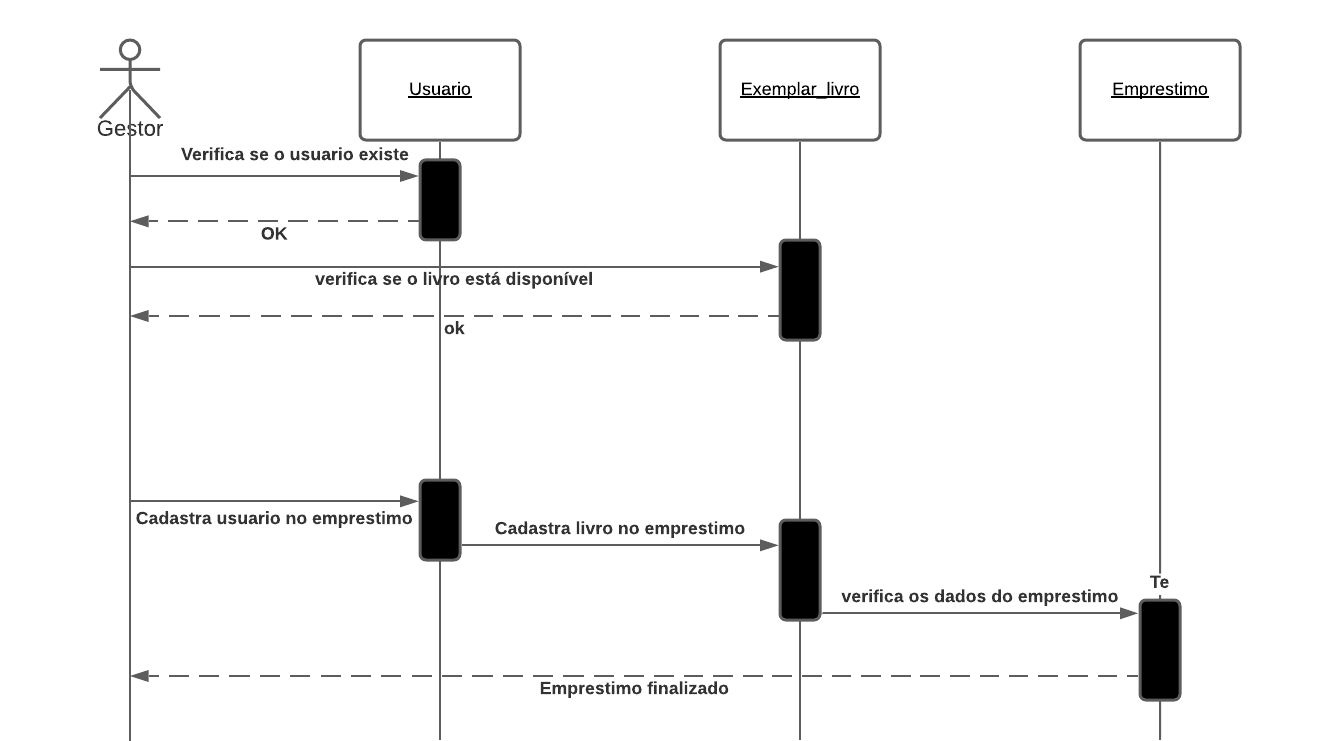 Gestor
Usuario
Exemplar_livro
Emprestimo
Verifica se o usuario existe
OK
verifica se o livro está disponível
ok
Cadastra usuario no emprestimo
Cadastra livro no emprestimo
Te
verifica os dados do emprestimo
Emprestimo finalizado